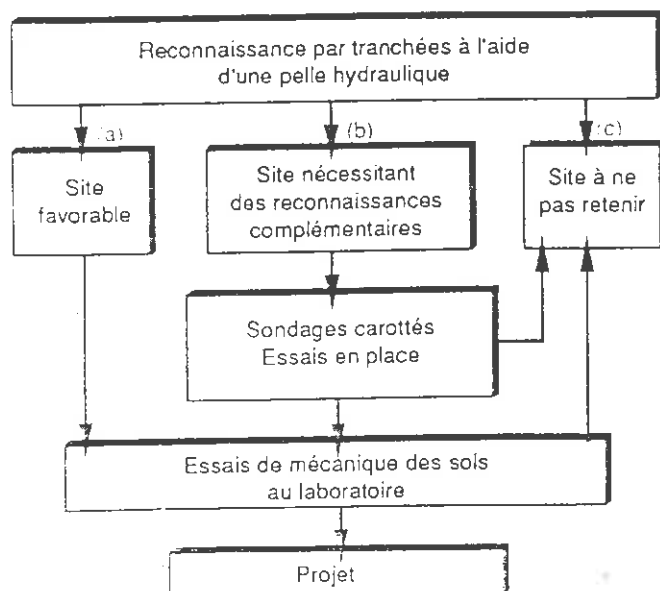 Reconnaissance par tranchées à l'aide
d'une pelle hydraulique
(a)
(b)
(c)
Site
favorable
Site nécessitant
des reconnaissances
complémentaires
Site à ne
pas retenir
Sondages carottés
Essais en place
Essais de mécanique des sols
au laboratoire
Projet